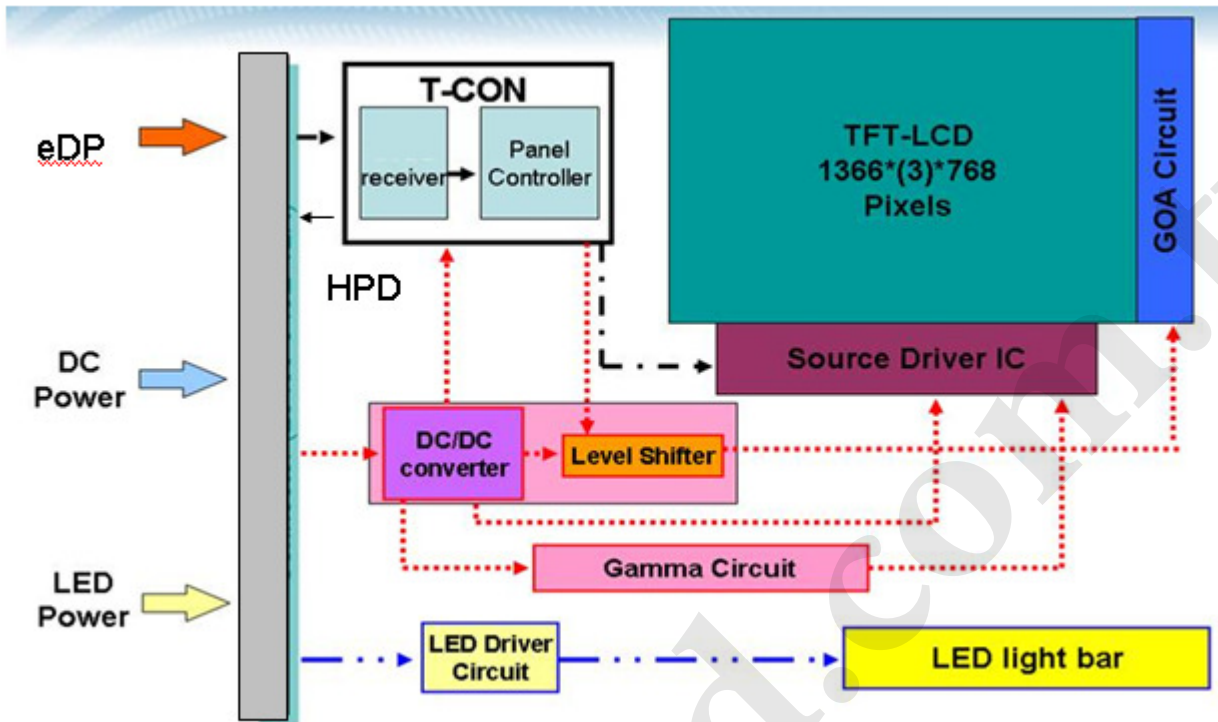 eDP
DC
Power
LED
Power
T-CON
receiver
Panel
Controller
HPD
DC/DC
converter
Level Shifter
Gamma Circuit
LED Driver
Circuit
LED light bar
TFT-LCD
1366*(3)*768
Pixels
GOA Circuit
Source Driver IC